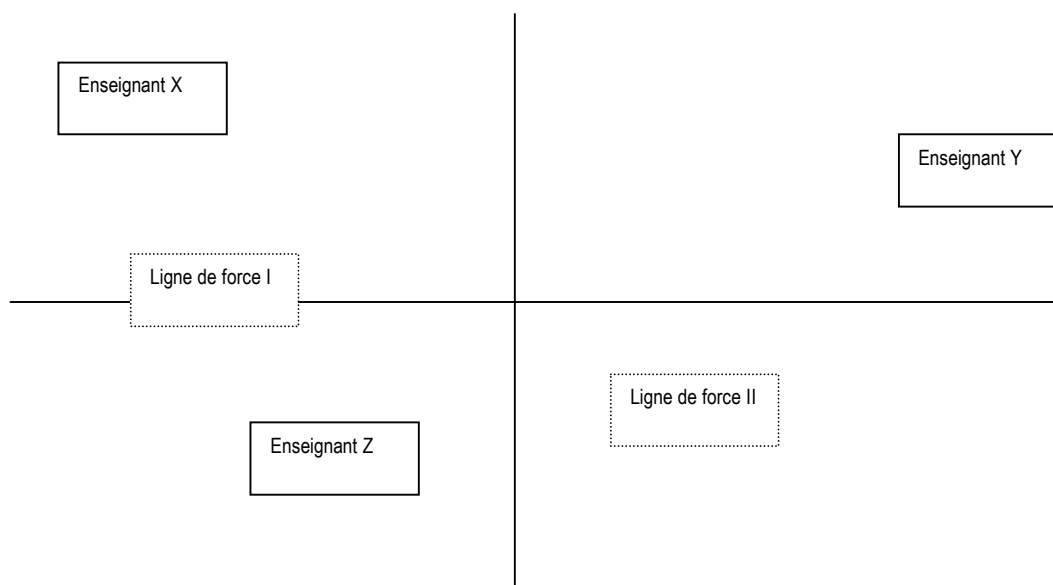 Enseignant X
Enseignant Y
Ligne de force I
Ligne de force II
Enseignant Z